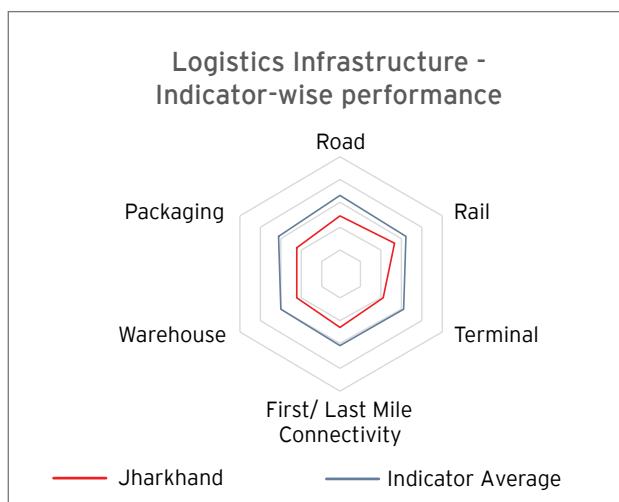 Logistics Infrastructure -
Indicator-wise performance
Road
Packaging
Rail
Warehouse
Terminal
First/ Last Mile
Connectivity
Jharkhand
Indicator Average